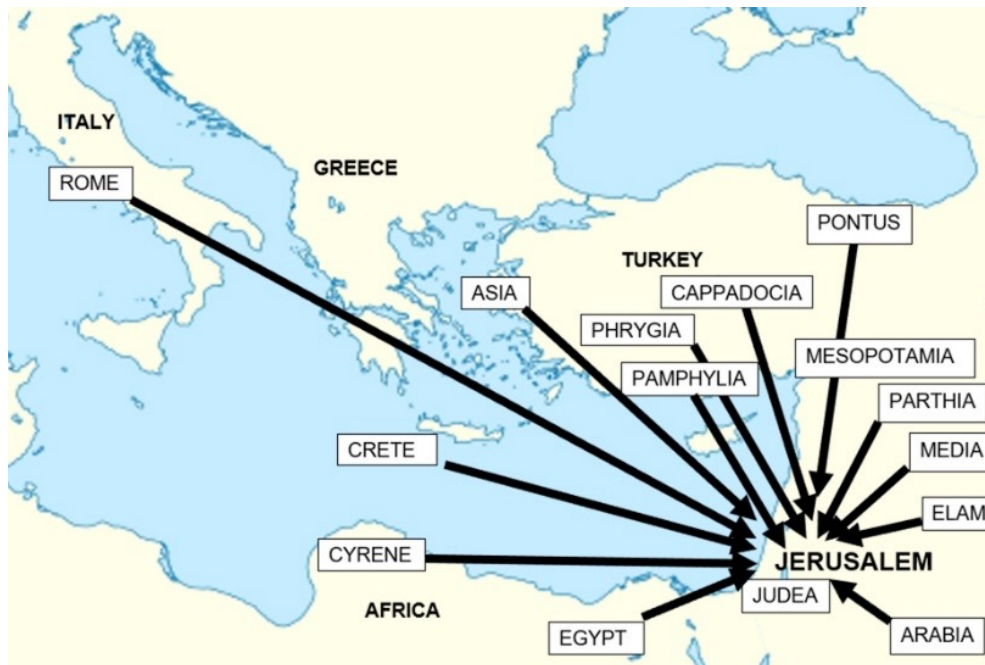 ITALY
ROME
GREECE
PONTUS
TURKEY
ASIA
CAPPADOCIA
PHRYGIA
MESOPOTAMIA
PAMPHYLIA
PARTHIA
CRETE
MEDIA
ELAM
CYRENE
JERUSALEM
JUDEA
AFRICA
EGYPT
ARABIA